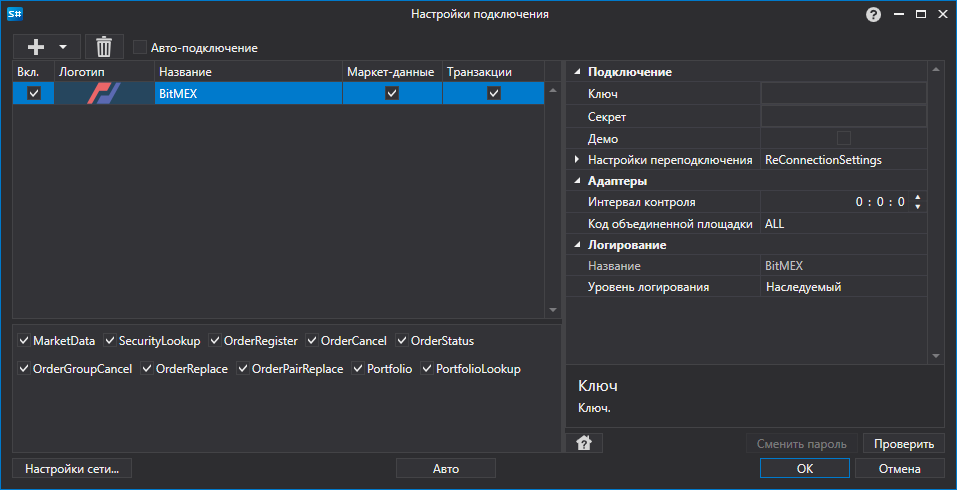 S#
Настройки подключения
?
Авто-подключение
Вкл. Логотип Название Маркет-данные Транзакции
BitMEX
MarketData SecurityLookup OrderRegister OrderCancel OrderStatus
OrderGroupCancel OrderReplace OrderPairReplace Portfolio PortfolioLookup
Подключение
Ключ
Секрет
Демо
Настройки переподключения ReConnectionSettings
Адаптеры
Интервал контроля 0 : 0 : 0
Код объединенной площадки ALL
Логирование
Название BitMEX
Уровень логирования Наследуемый
Ключ
Ключ.
?
Сменить пароль Проверить
Настройки сети... Авто OK Отмена